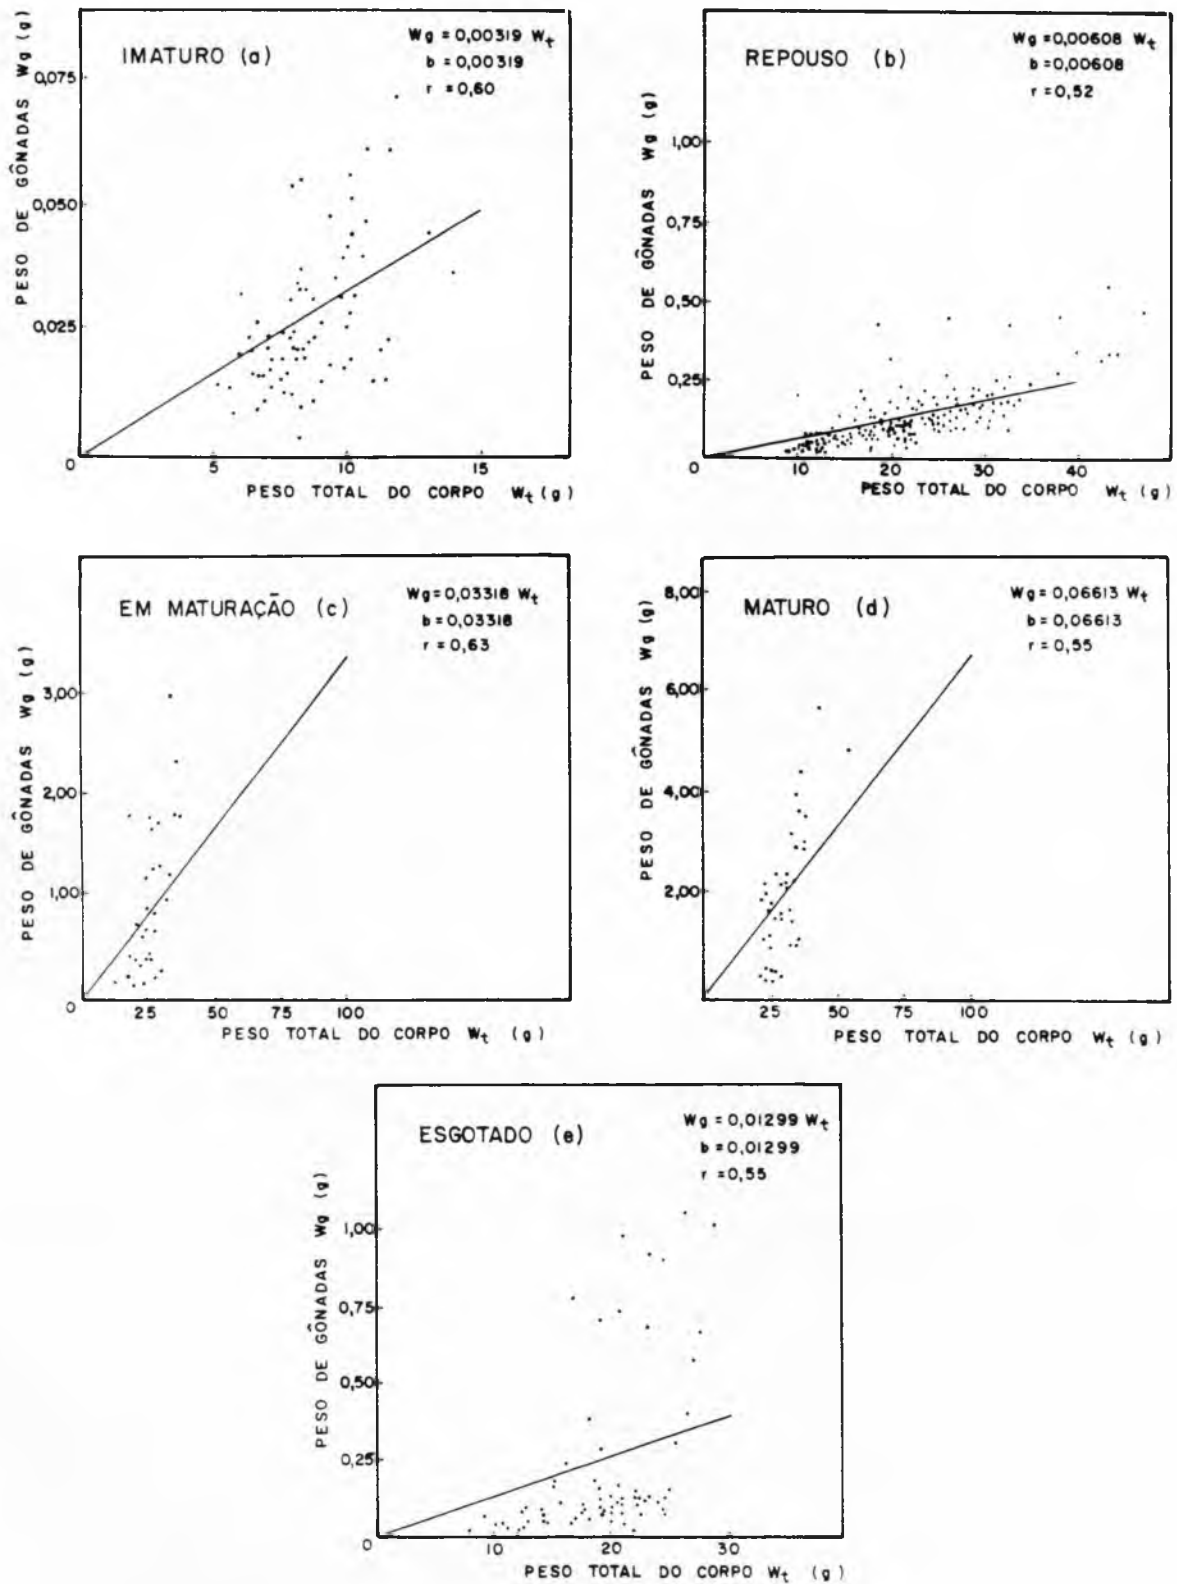 IMATURO (a)
Wg = 0,00319 Wt
b = 0,00319
r = 0,60
PESO DE GÔNADAS Wg (g)
0,075
0,050
0,025
0
5
10
15
PESO TOTAL DO CORPO Wt (g)
REPOUSO (b)
Wg = 0,00608 Wt
b = 0,00608
r = 0,52
PESO DE GÔNADAS Wg (g)
1,00
0,75
0,50
0,25
0
10
20
30
40
PESO TOTAL DO CORPO Wt (g)
EM MATURAÇÃO (c)
Wg = 0,03318 Wt
b = 0,03318
r = 0,63
PESO DE GÔNADAS Wg (g)
3,00
2,00
1,00
0
25
50
75
100
PESO TOTAL DO CORPO Wt (g)
MATURO (d)
Wg = 0,06613 Wt
b = 0,06613
r = 0,55
PESO DE GÔNADAS Wg (g)
8,00
6,00
4,00
2,00
0
25
50
75
100
PESO TOTAL DO CORPO Wt (g)
ESGOTADO (e)
Wg = 0,01299 Wt
b = 0,01299
r = 0,55
PESO DE GÔNADAS Wg (g)
1,00
0,75
0,50
0,25
0
10
20
30
PESO TOTAL DO CORPO Wt (g)